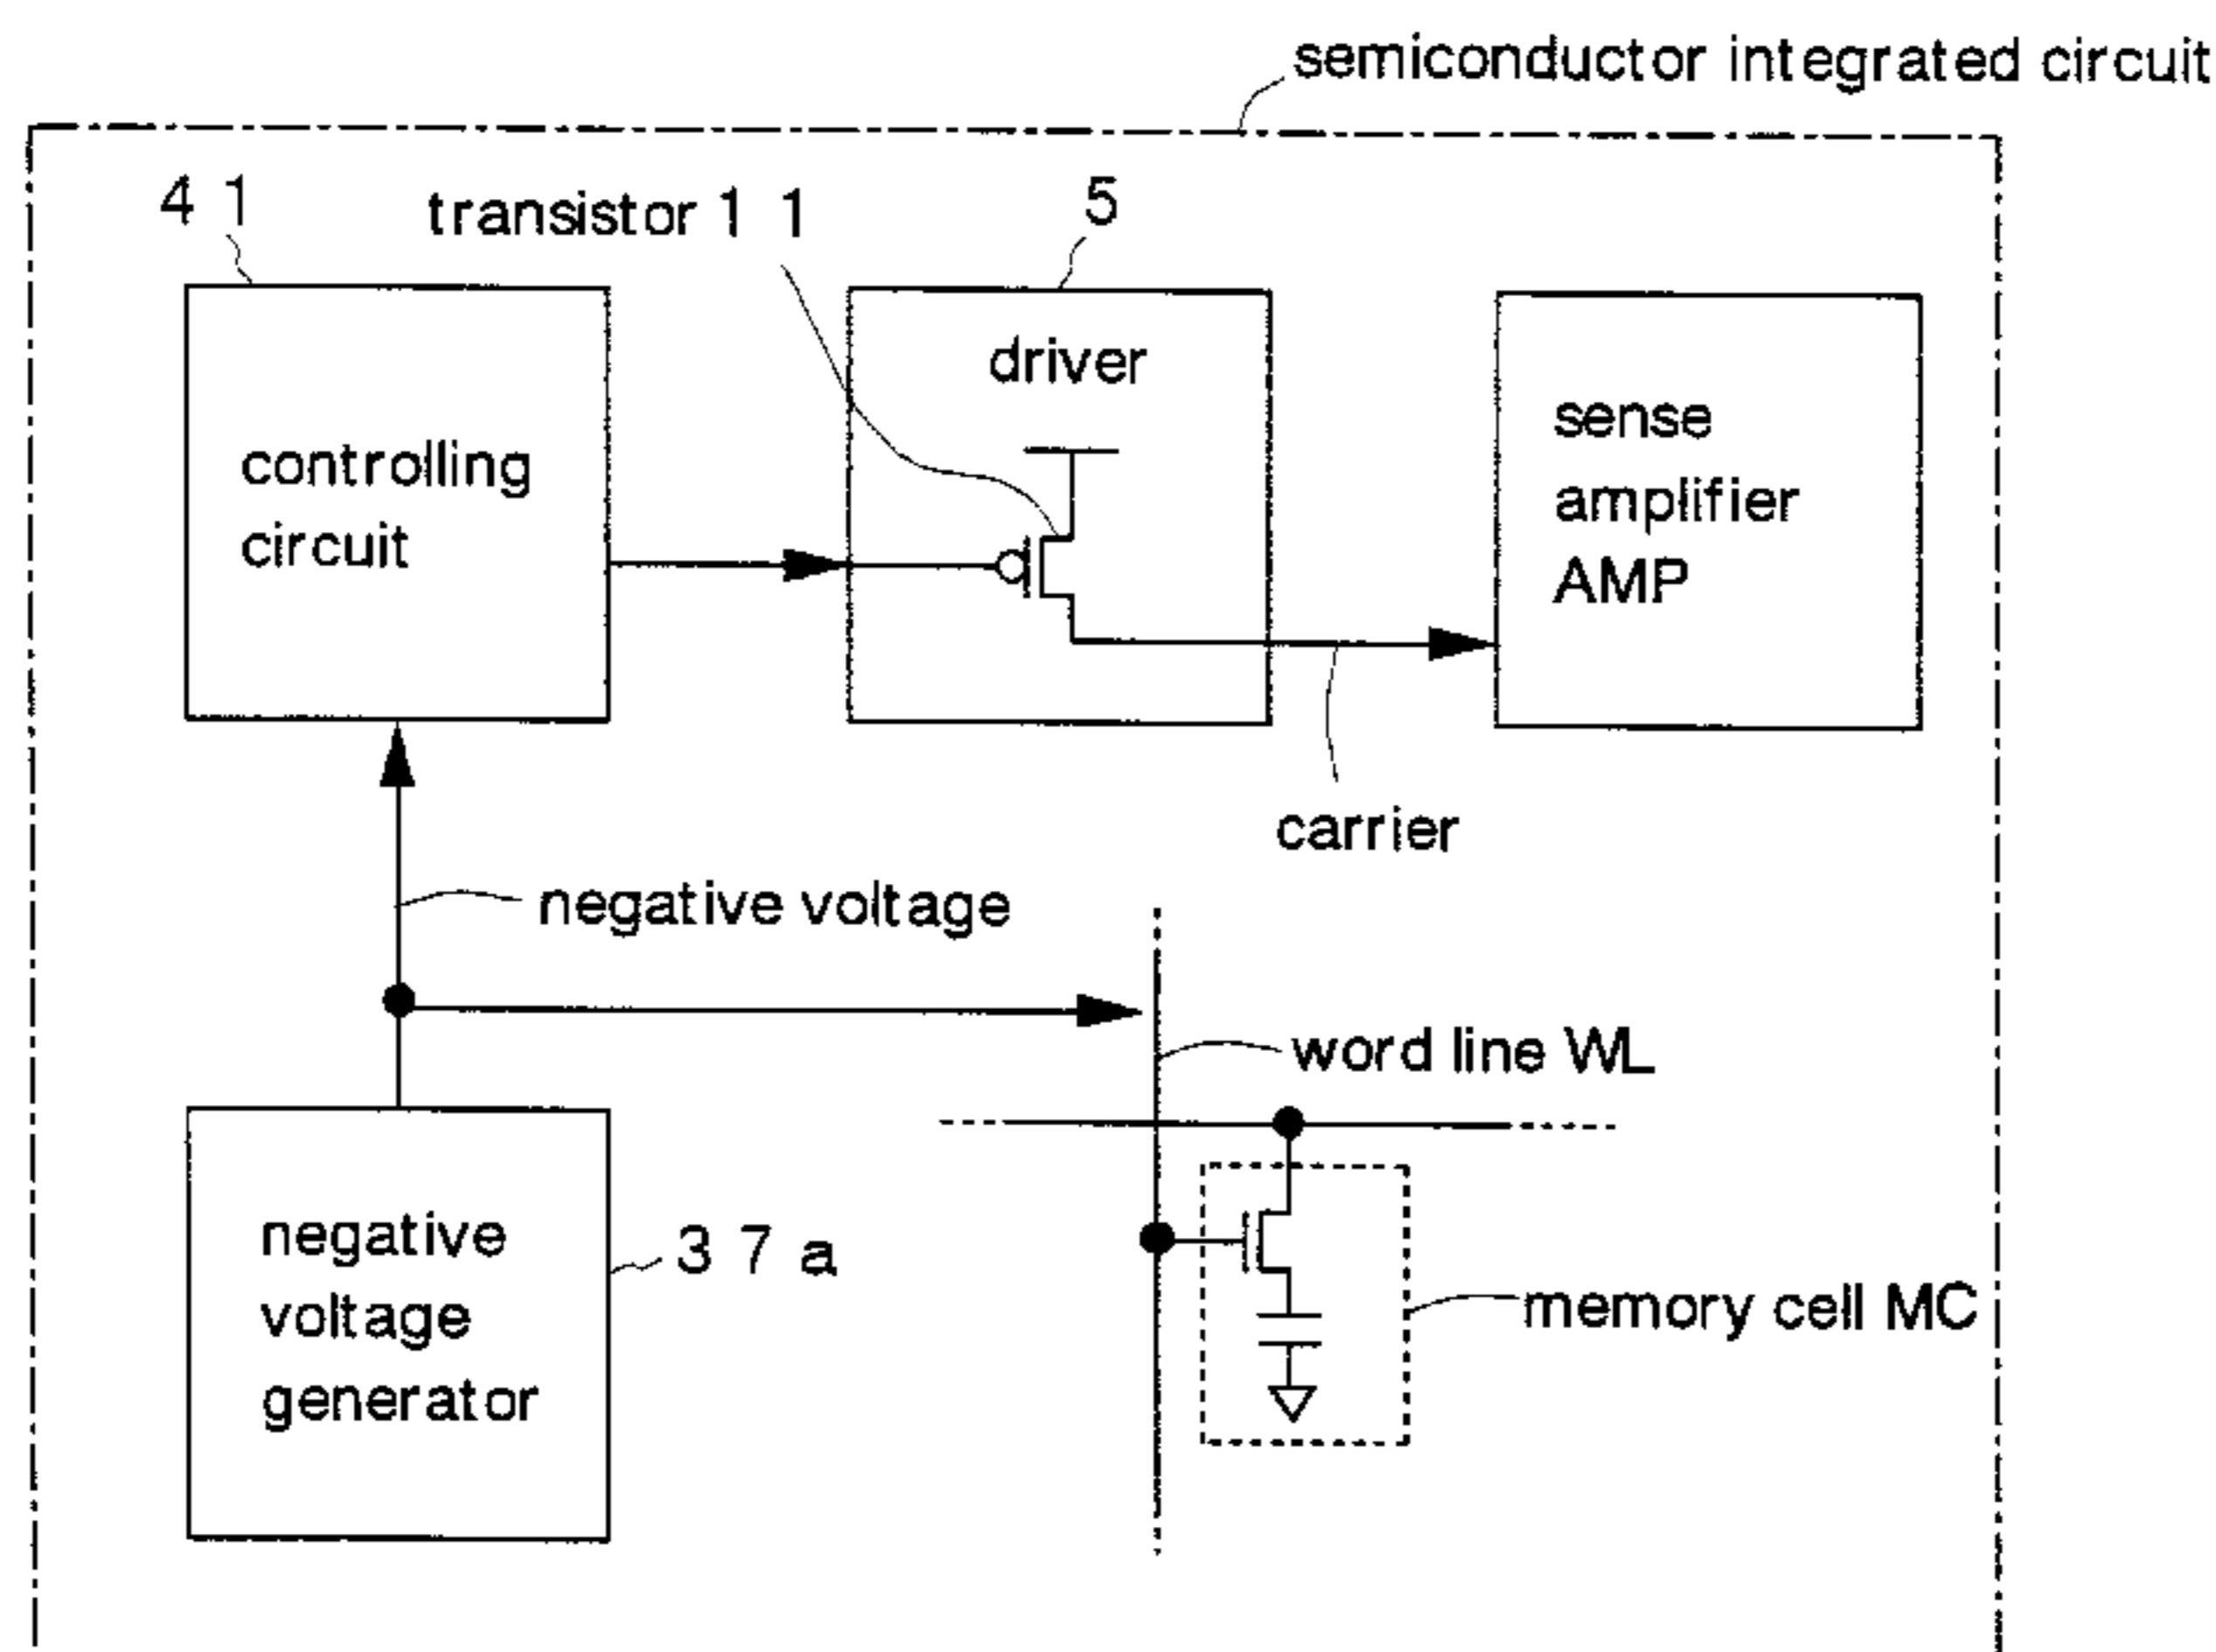 semiconductor integrated circuit
4 1
transistor 1 1
5
driver
controlling
circuit
sense
amplifier
AMP
carrier
negative voltage
word line WL
negative
voltage
generator
3 7 a
memory cell MC